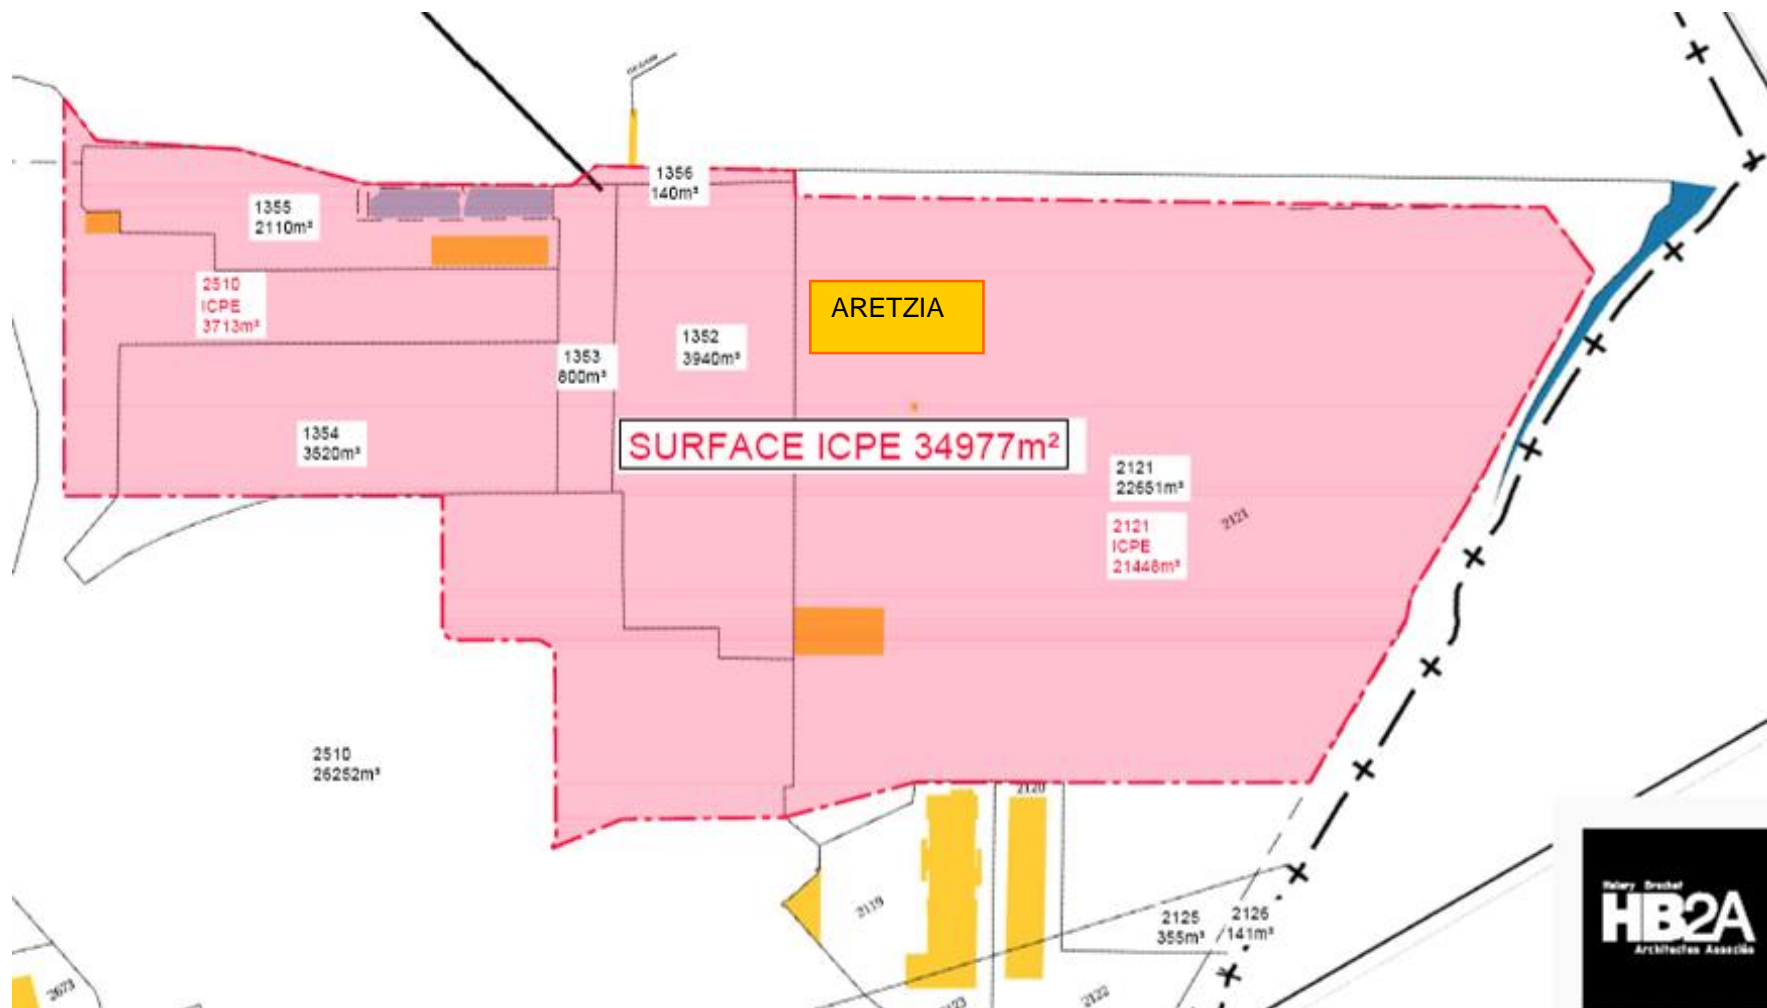 1356
140m²
1355
2110m²
2510
ICPE
3713m²
ARETZIA
1352
3940m²
1353
800m²
1354
3520m²
SURFACE ICPE 34977m²
2121
22651m²
2121
2121
ICPE
21448m²
2510
26252m²
2120
2119
2125
355m²
2126
141m²
2673
2122
HB2A
Architectes Associés